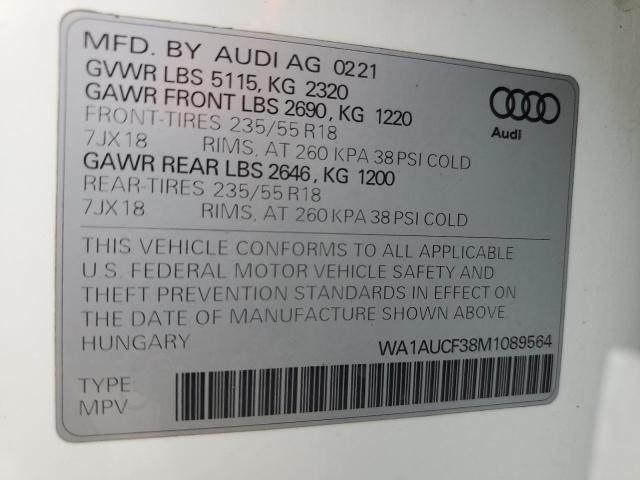 MFD. BY AUDI AG 0221
GVWR LBS 5115, KG 2320
GAWR FRONT LBS 2690, KG 1220
FRONT-TIRES 235/55 R18
7JX18 RIMS, AT 260 KPA 38 PSI COLD
GAWR REAR LBS 2646, KG 1200
REAR-TIRES 235/55 R18
7JX18 RIMS, AT 260 KPA 38 PSI COLD
Audi
THIS VEHICLE CONFORMS TO ALL APPLICABLE
U.S. FEDERAL MOTOR VEHICLE SAFETY AND
THEFT PREVENTION STANDARDS IN EFFECT ON
THE DATE OF MANUFACTURE SHOWN ABOVE.
HUNGARY WA1AUCF38M1089564
TYPE:
MPV